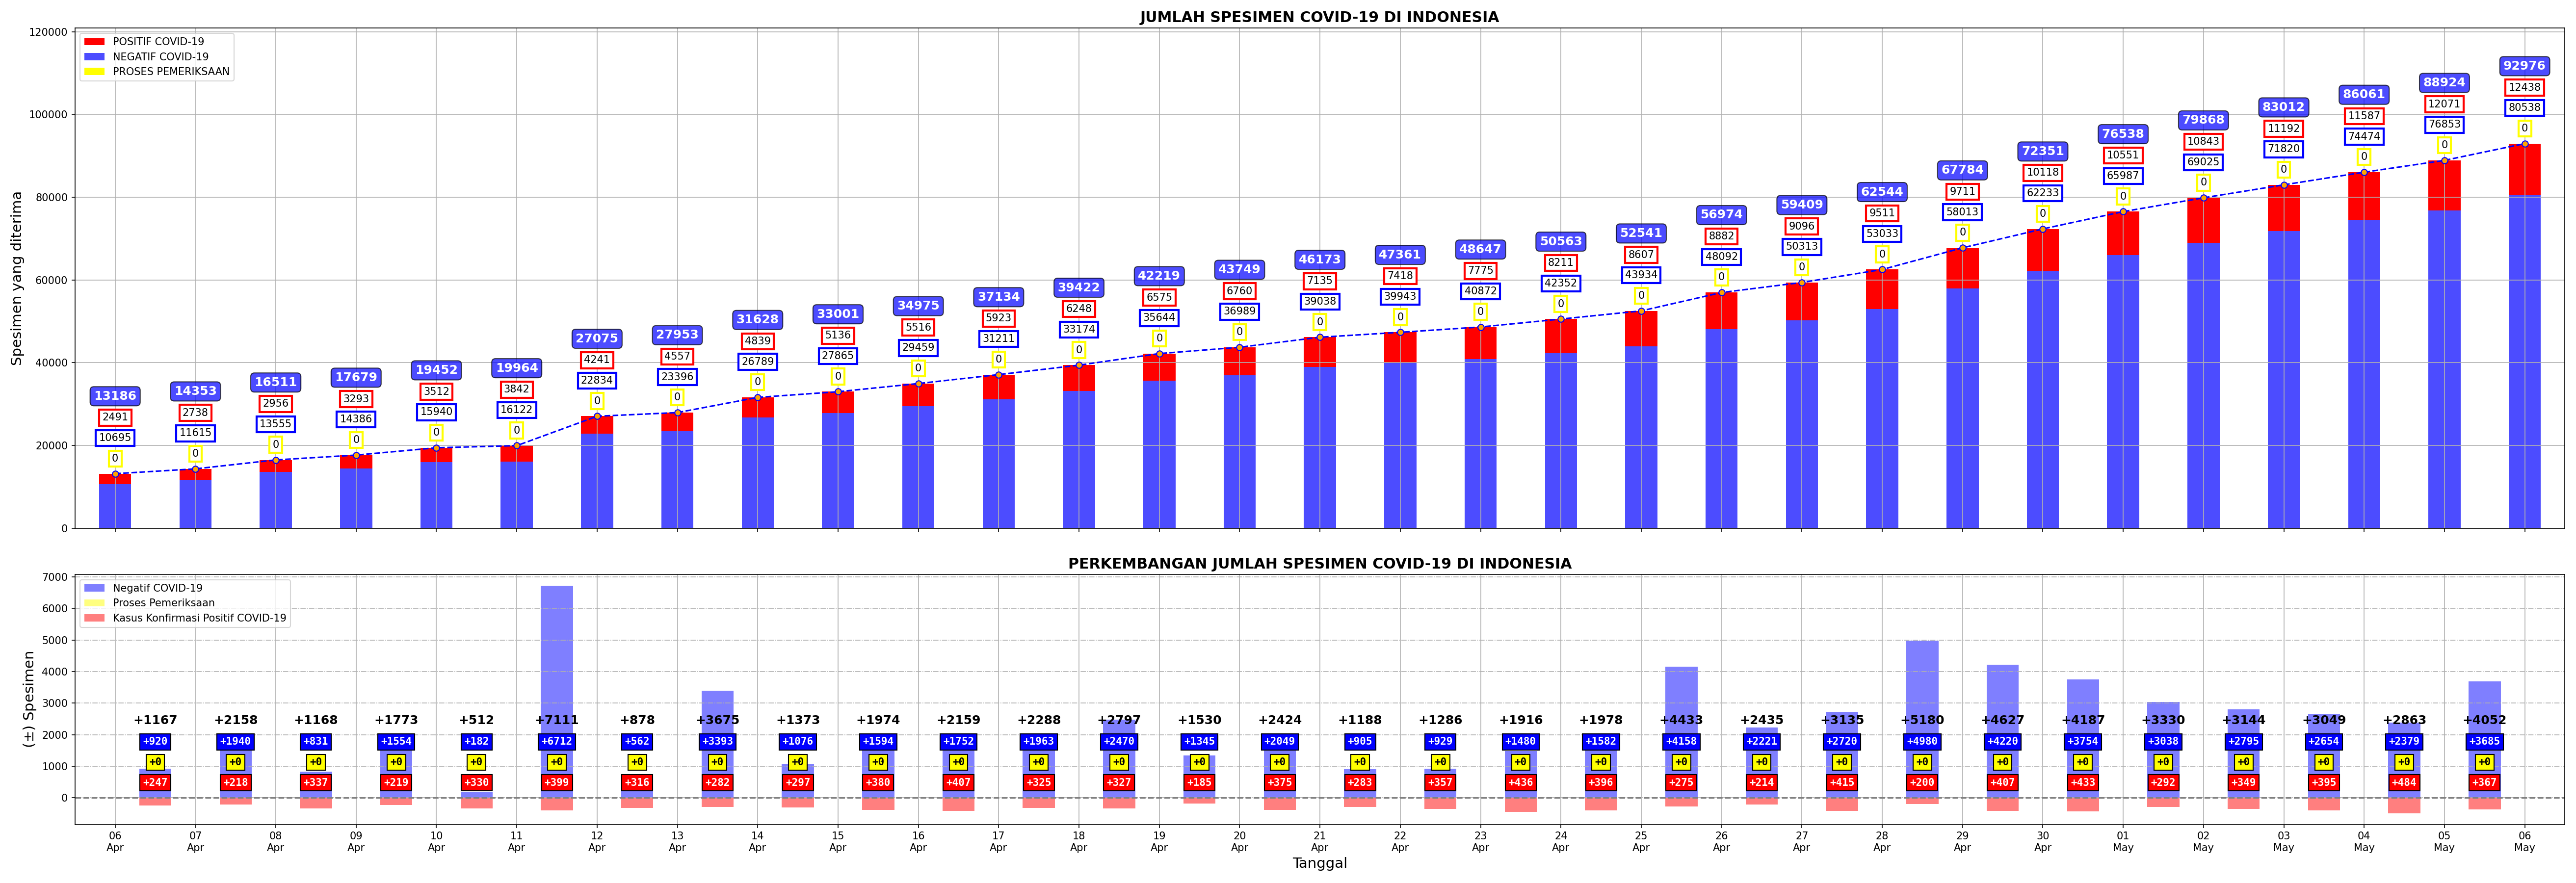 JUMLAH SPESIMEN COVID-19 DI INDONESIA
POSITIF COVID-19
NEGATIF COVID-19
PROSES PEMERIKSAAN
Spesimen yang diterima
120000
100000
80000
60000
40000
20000
0
13186 14353 16511 17679 19452 19964 27075 27953 31628 33001 34975 37134 39422 42219 43749 46173 47361 48647 50563 52541 56974 59409 62544 67784 72351 76538 79868 83012 86061 88924 92976
2491 2738 2956 3293 3512 3842 4241 4557 4839 5136 5516 5923 6248 6575 6760 7135 7418 7775 8211 8607 8882 9096 9511 9711 10118 10551 10843 11192 11587 12071 12438
10695 11615 13555 14386 15940 16122 22834 23396 26789 27865 29459 31211 33174 35644 36989 39038 39943 40872 42352 43934 48092 50313 53033 58013 62233 65987 69025 71820 74474 76853 80538
0 0 0 0 0 0 0 0 0 0 0 0 0 0 0 0 0 0 0 0 0 0 0 0 0 0 0 0 0 0 0
PERKEMBANGAN JUMLAH SPESIMEN COVID-19 DI INDONESIA
Negatif COVID-19
Proses Pemeriksaan
Kasus Konfirmasi Positif COVID-19
(±) Spesimen
7000
6000
5000
4000
3000
2000
1000
0
+1167 +2158 +1168 +1773 +512 +7111 +878 +3675 +1373 +1974 +2159 +2288 +2797 +1530 +2424 +1188 +1286 +1916 +1978 +4433 +2435 +3135 +5180 +4627 +4187 +3330 +3144 +3049 +2863 +4052
+920 +1940 +831 +1554 +182 +6712 +562 +3393 +1076 +1594 +1752 +1963 +2470 +1345 +2049 +905 +929 +1480 +1582 +4158 +2221 +2720 +4980 +4220 +3754 +3038 +2795 +2654 +2379 +3685
+0 +0 +0 +0 +0 +0 +0 +0 +0 +0 +0 +0 +0 +0 +0 +0 +0 +0 +0 +0 +0 +0 +0 +0 +0 +0 +0 +0 +0 +0
+247 +218 +337 +219 +330 +399 +316 +282 +297 +380 +407 +325 +327 +185 +375 +283 +357 +436 +396 +275 +214 +415 +200 +407 +433 +292 +349 +395 +484 +367
06 07 08 09 10 11 12 13 14 15 16 17 18 19 20 21 22 23 24 25 26 27 28 29 30 01 02 03 04 05 06
Apr Apr Apr Apr Apr Apr Apr Apr Apr Apr Apr Apr Apr Apr Apr Apr Apr Apr Apr Apr Apr Apr Apr Apr Apr May May May May May May
Tanggal